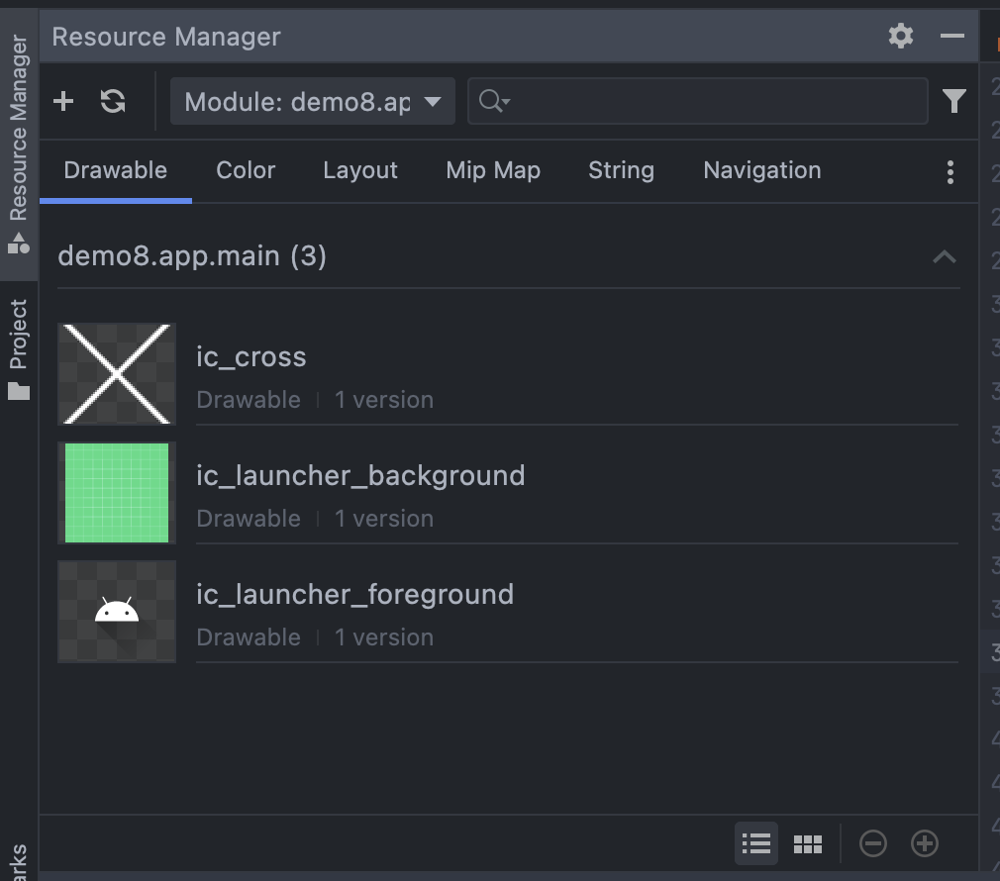 Resource Manager
Resource Manager
Project
Module: demo8.ap
Drawable
Color
Layout
Mip Map
String
Navigation
demo8.app.main (3)
ic_cross
Drawable | 1 version
ic_launcher_background
Drawable | 1 version
ic_launcher_foreground
Drawable | 1 version
arks